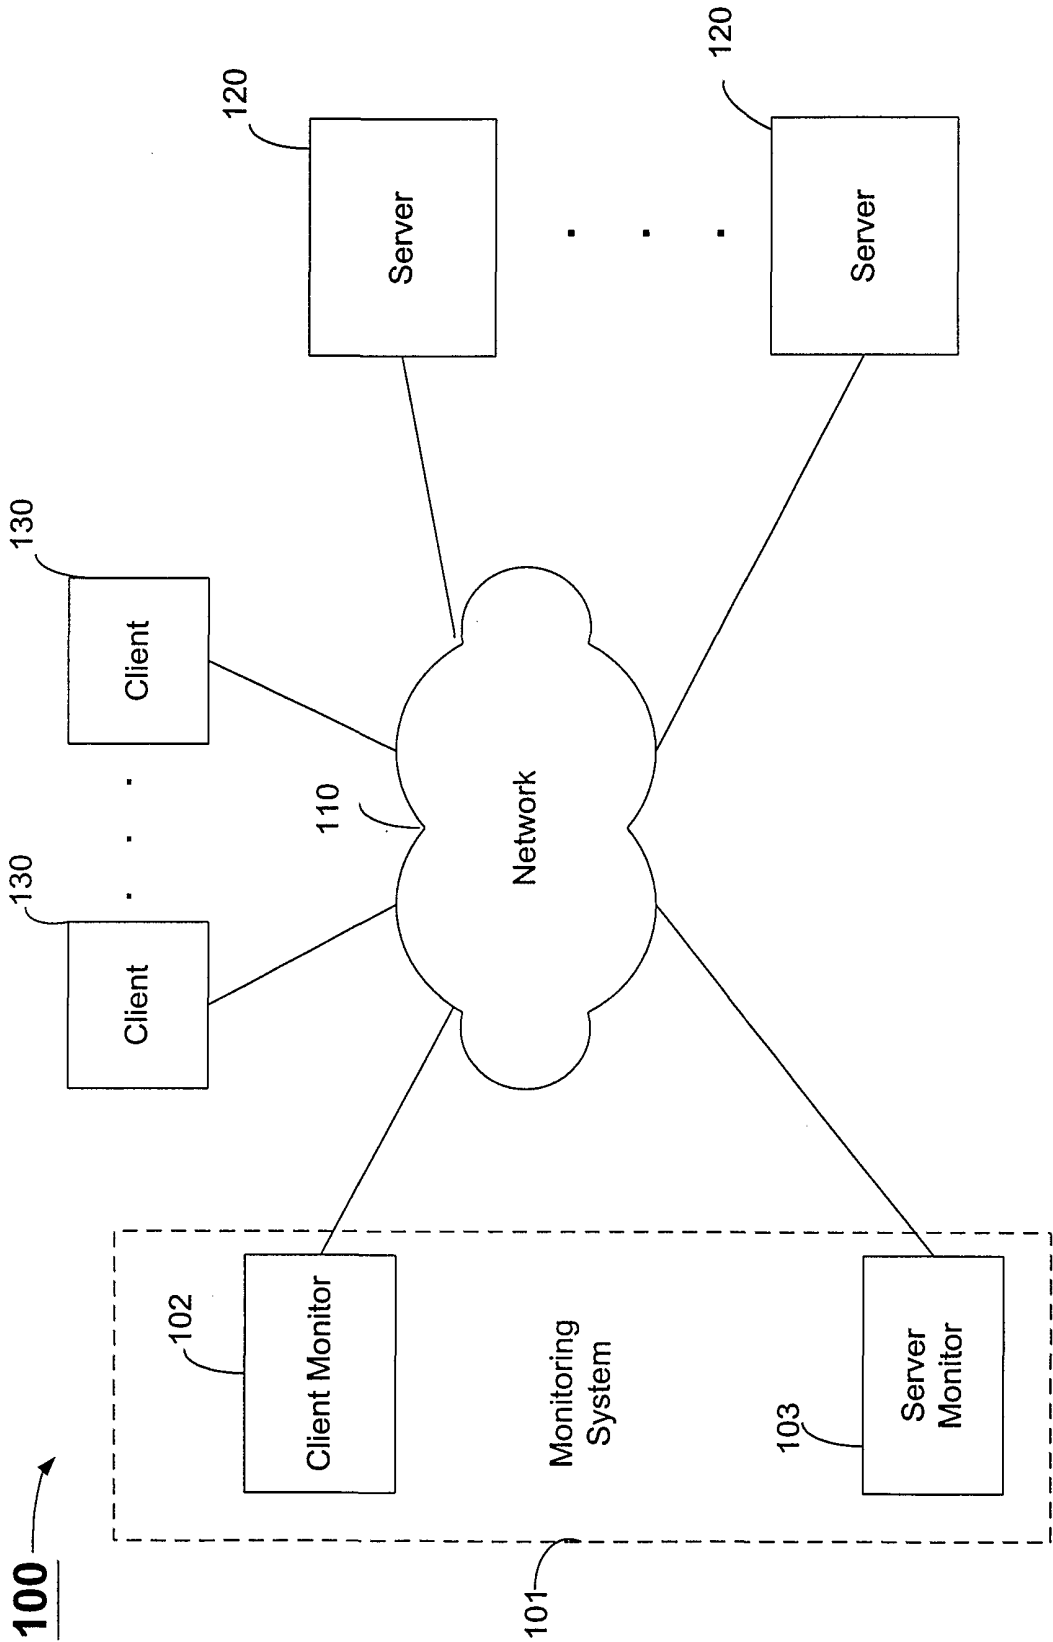 100
130
130
Client
Client
120
Server
102
Client Monitor
110
Network
Monitoring
System
120
Server
103
Server
Monitor
101